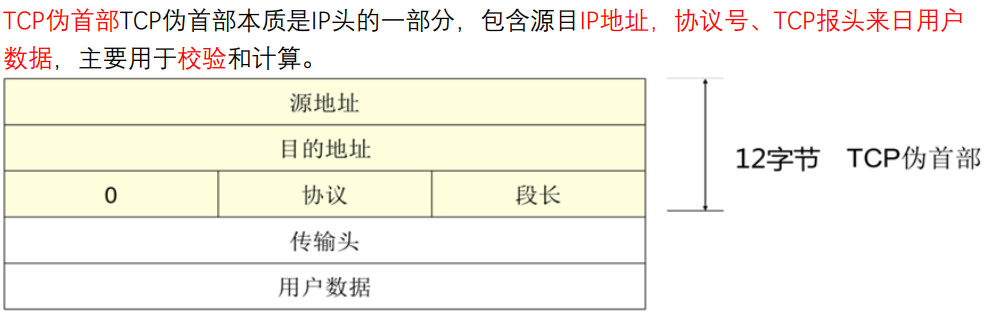 TCP伪首部TCP伪首部本质是IP头的一部分，包含源目IP地址，协议号、TCP报头来日用户
数据，主要用于校验和计算。
源地址
目的地址
12字节 TCP伪首部
0 协议 段长
传输头
用户数据